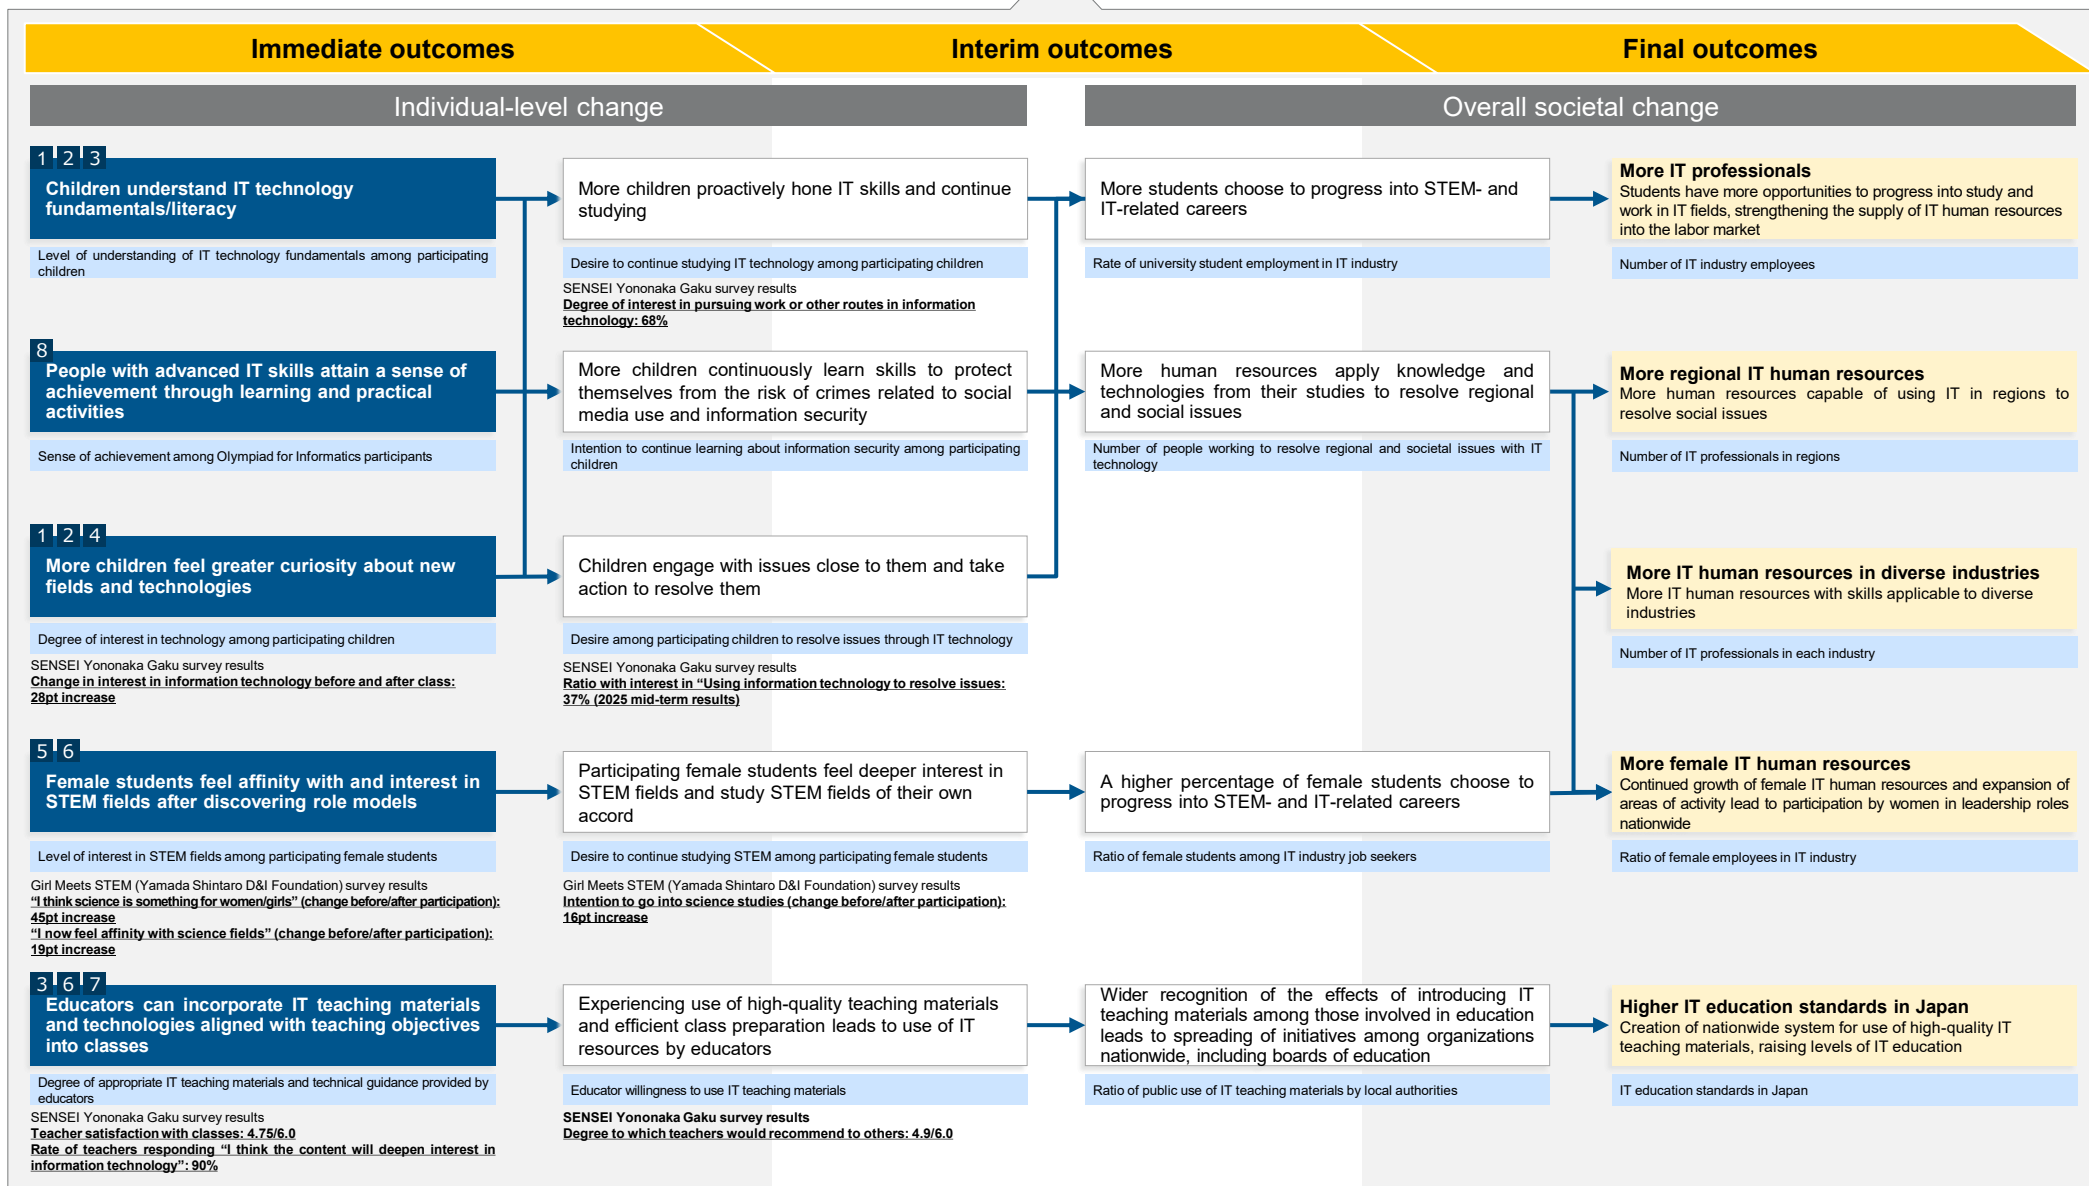 Immediate outcomes
Interim outcomes
Final outcomes
Individual-level change
Overall societal change
1 2 3
Children understand IT technology
fundamentals/literacy
Level of understanding of IT technology fundamentals among participating
children
More children proactively hone IT skills and continue
studying
Desire to continue studying IT technology among participating children
SENSEI Yononaka Gaku survey results
Degree of interest in pursuing work or other routes in information
technology: 68%
More students choose to progress into STEM- and
IT-related careers
Rate of university student employment in IT industry
More IT professionals
Students have more opportunities to progress into study and
work in IT fields, strengthening the supply of IT human resources
into the labor market
Number of IT industry employees
8
People with advanced IT skills attain a sense of
achievement through learning and practical
activities
Sense of achievement among Olympiad for Informatics participants
More children continuously learn skills to protect
themselves from the risk of crimes related to social
media use and information security
Intention to continue learning about information security among participating
children
More human resources apply knowledge and
technologies from their studies to resolve regional
and social issues
Number of people working to resolve regional and societal issues with IT
technology
More regional IT human resources
More human resources capable of using IT in regions to
resolve social issues
Number of IT professionals in regions
1 2 4
More children feel greater curiosity about new
fields and technologies
Degree of interest in technology among participating children
SENSEI Yononaka Gaku survey results
Change in interest in information technology before and after class:
28pt increase
Children engage with issues close to them and take
action to resolve them
Desire among participating children to resolve issues through IT technology
SENSEI Yononaka Gaku survey results
Ratio with interest in “Using information technology to resolve issues:
37% (2025 mid-term results)
More IT human resources in diverse industries
More IT human resources with skills applicable to diverse
industries
Number of IT professionals in each industry
5 6
Female students feel affinity with and interest in
STEM fields after discovering role models
Level of interest in STEM fields among participating female students
Girl Meets STEM (Yamada Shintaro D&I Foundation) survey results
“I think science is something for women/girls” (change before/after participation):
45pt increase
“I now feel affinity with science fields” (change before/after participation):
19pt increase
Participating female students feel deeper interest in
STEM fields and study STEM fields of their own
accord
Desire to continue studying STEM among participating female students
Girl Meets STEM (Yamada Shintaro D&I Foundation) survey results
Intention to go into science studies (change before/after participation):
16pt increase
A higher percentage of female students choose to
progress into STEM- and IT-related careers
Ratio of female students among IT industry job seekers
More female IT human resources
Continued growth of female IT human resources and expansion of
areas of activity lead to participation by women in leadership roles
nationwide
Ratio of female employees in IT industry
3 6 7
Educators can incorporate IT teaching materials
and technologies aligned with teaching objectives
into classes
Degree of appropriate IT teaching materials and technical guidance provided by
educators
SENSEI Yononaka Gaku survey results
Teacher satisfaction with classes: 4.75/6.0
Rate of teachers responding “I think the content will deepen interest in
information technology”: 90%
Experiencing use of high-quality teaching materials
and efficient class preparation leads to use of IT
resources by educators
Educator willingness to use IT teaching materials
SENSEI Yononaka Gaku survey results
Degree to which teachers would recommend to others: 4.9/6.0
Wider recognition of the effects of introducing IT
teaching materials among those involved in education
leads to spreading of initiatives among organizations
nationwide, including boards of education
Ratio of public use of IT teaching materials by local authorities
Higher IT education standards in Japan
Creation of nationwide system for use of high-quality IT
teaching materials, raising levels of IT education
IT education standards in Japan